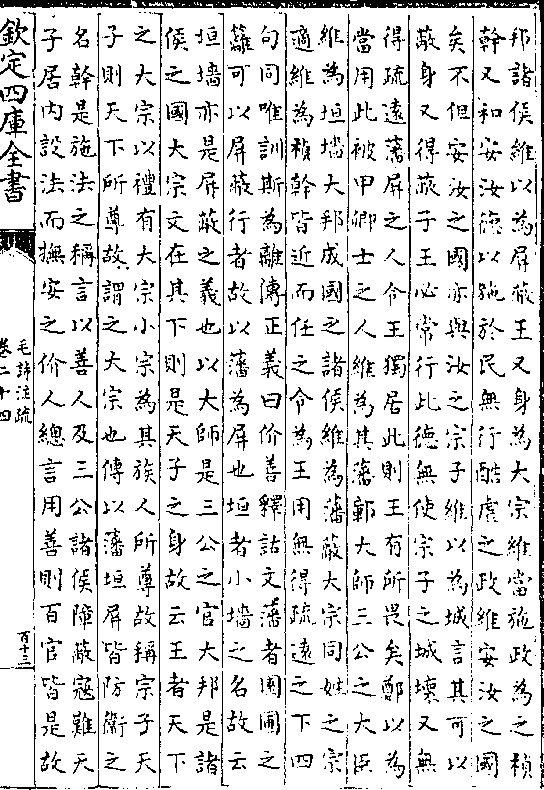 邦諸侯維以為屏蔽王又身為大宗維當施政為之楨
幹又和安汝德以施於民無行酷虐之政維安汝之國
矣不但安汝之國亦與汝之宗子維以為城言其可以
蔽身又得蔽子王必常行此德無使宗子之城壞又無
得疏遠藩屏之人令王獨居此則王有所畏矣鄭以為
當用此被甲卿士之人維為其藩鄣大師三公之大臣
維為垣墻大邦成國之諸侯維為藩蔽大宗同姓之宗
適維為楨幹皆近而任之令為王用無得疏遠之下四
句同唯訓斯為離傳正義曰价善釋詁文藩者園圃之
籬可以屏蔽行者故以藩為屏也垣者小墻之名故云
垣墻亦是屏蔽之義也以大師是三公之官大邦是諸
侯之國大宗文在其下則是天子之身故云王者天下
之大宗以禮有大宗小宗為其族人所尊故稱宗子天
子則天下所尊故謂之大宗也傳以藩垣屏皆防衛之
名幹是施法之稱言以善人及三公諸侯障蔽寇難天
子居內設法而撫安之价人總言用善則百官皆是故
欽定四庫全書
毛詩注疏
卷二十四
百十三